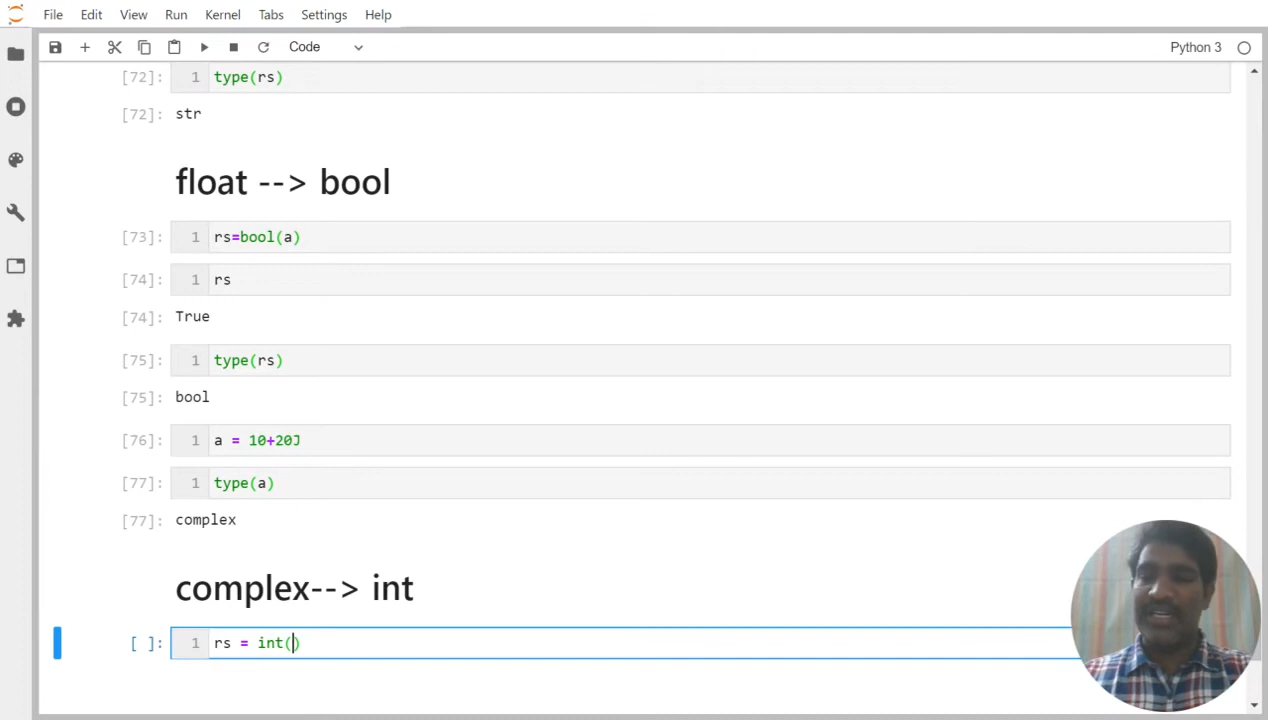 File Edit View Run Kernel Tabs Settings Help
Code Python 3
[72]: 1 type(rs)
[72]: str
float --> bool
[73]: 1 rs=bool(a)
[74]: 1 rs
[74]: True
[75]: 1 type(rs)
[75]: bool
[76]: 1 a = 10+20J
[77]: 1 type(a)
[77]: complex
complex--> int
[ ]: 1 rs = int()